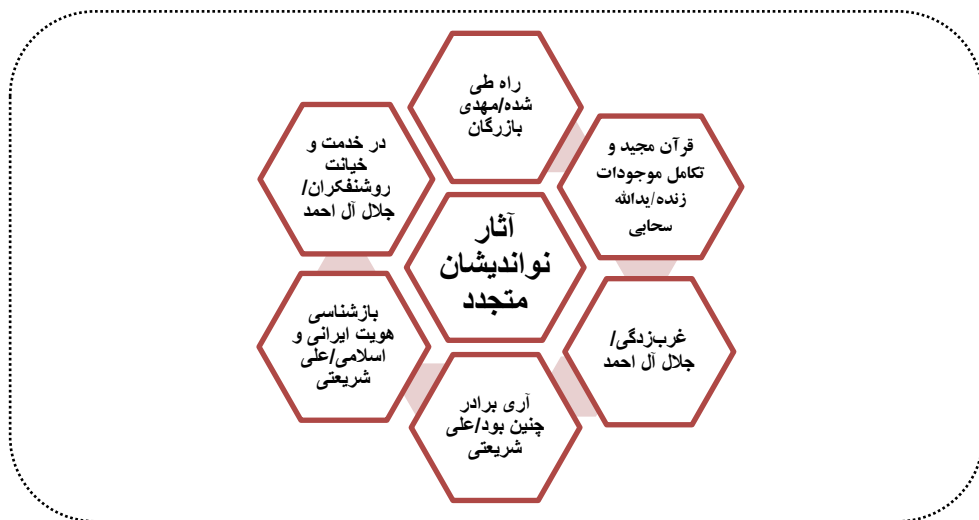 آثار
نواندیشان
متجدد
راه طی
شده/مهدی
بازرگان
قرآن مجید و
تکامل موجودات
زنده/یدالله
سحابی
غرب‌زدگی/
جلال آل احمد
آری برادر
چنین بود/علی
شریعتی
بازشناسی
هویت ایرانی و
اسلامی/علی
شریعتی
در خدمت و
خیانت
روشنفکران/
جلال آل احمد